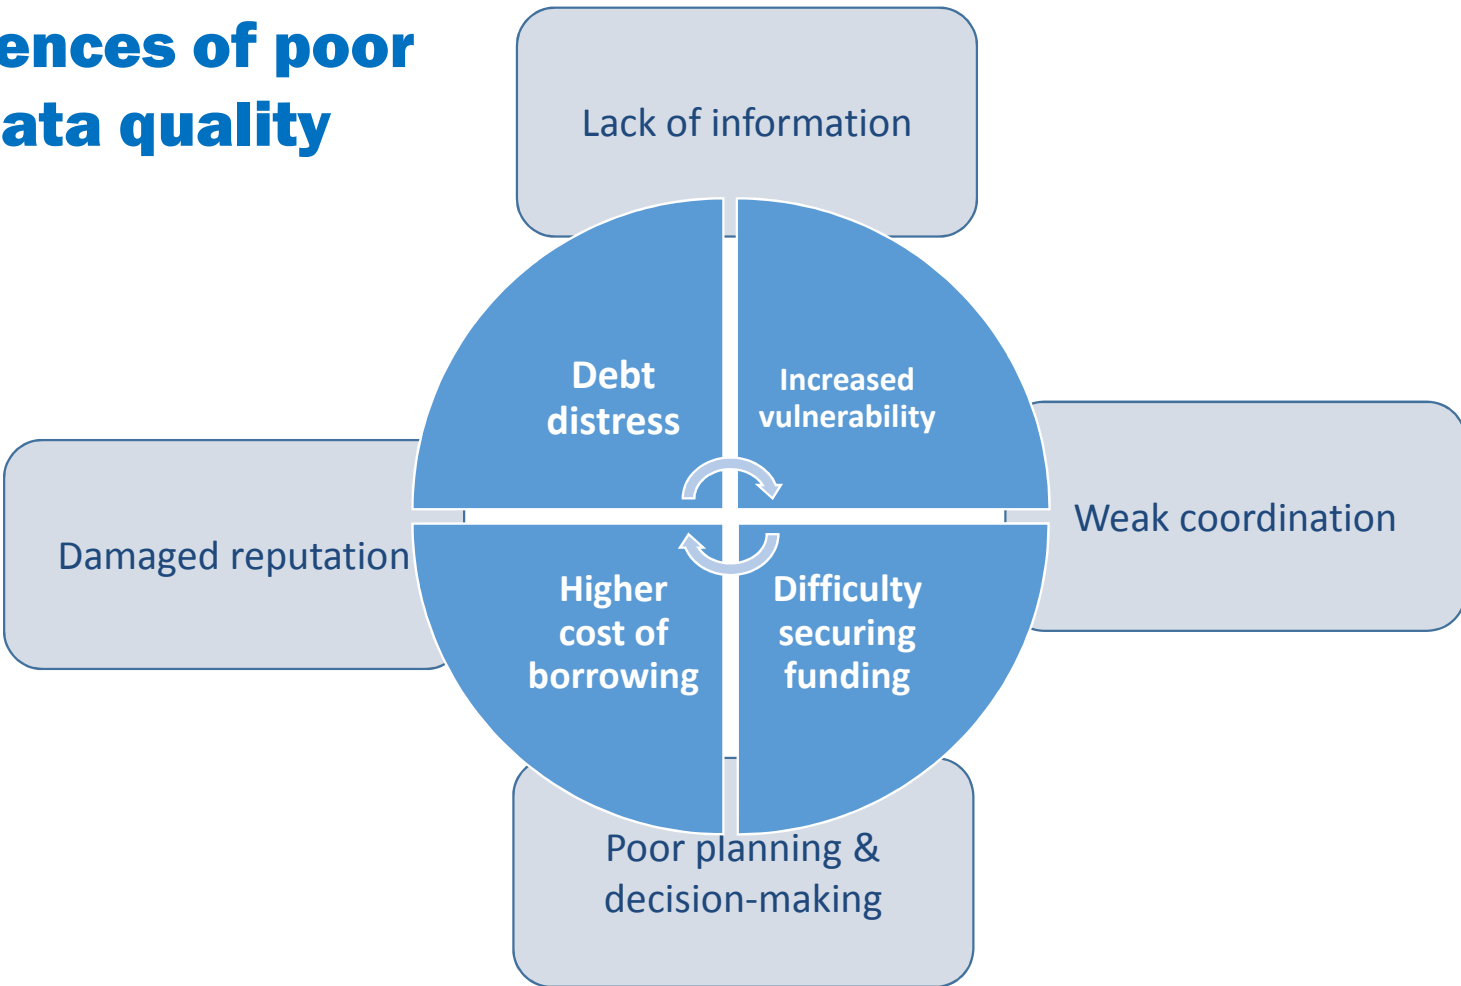 ences of poor
ata quality
Lack of information
Debt
distress
Increased
vulnerability
Damaged reputation
Weak coordination
Higher
cost of
borrowing
Difficulty
securing
funding
Poor planning &
decision-making